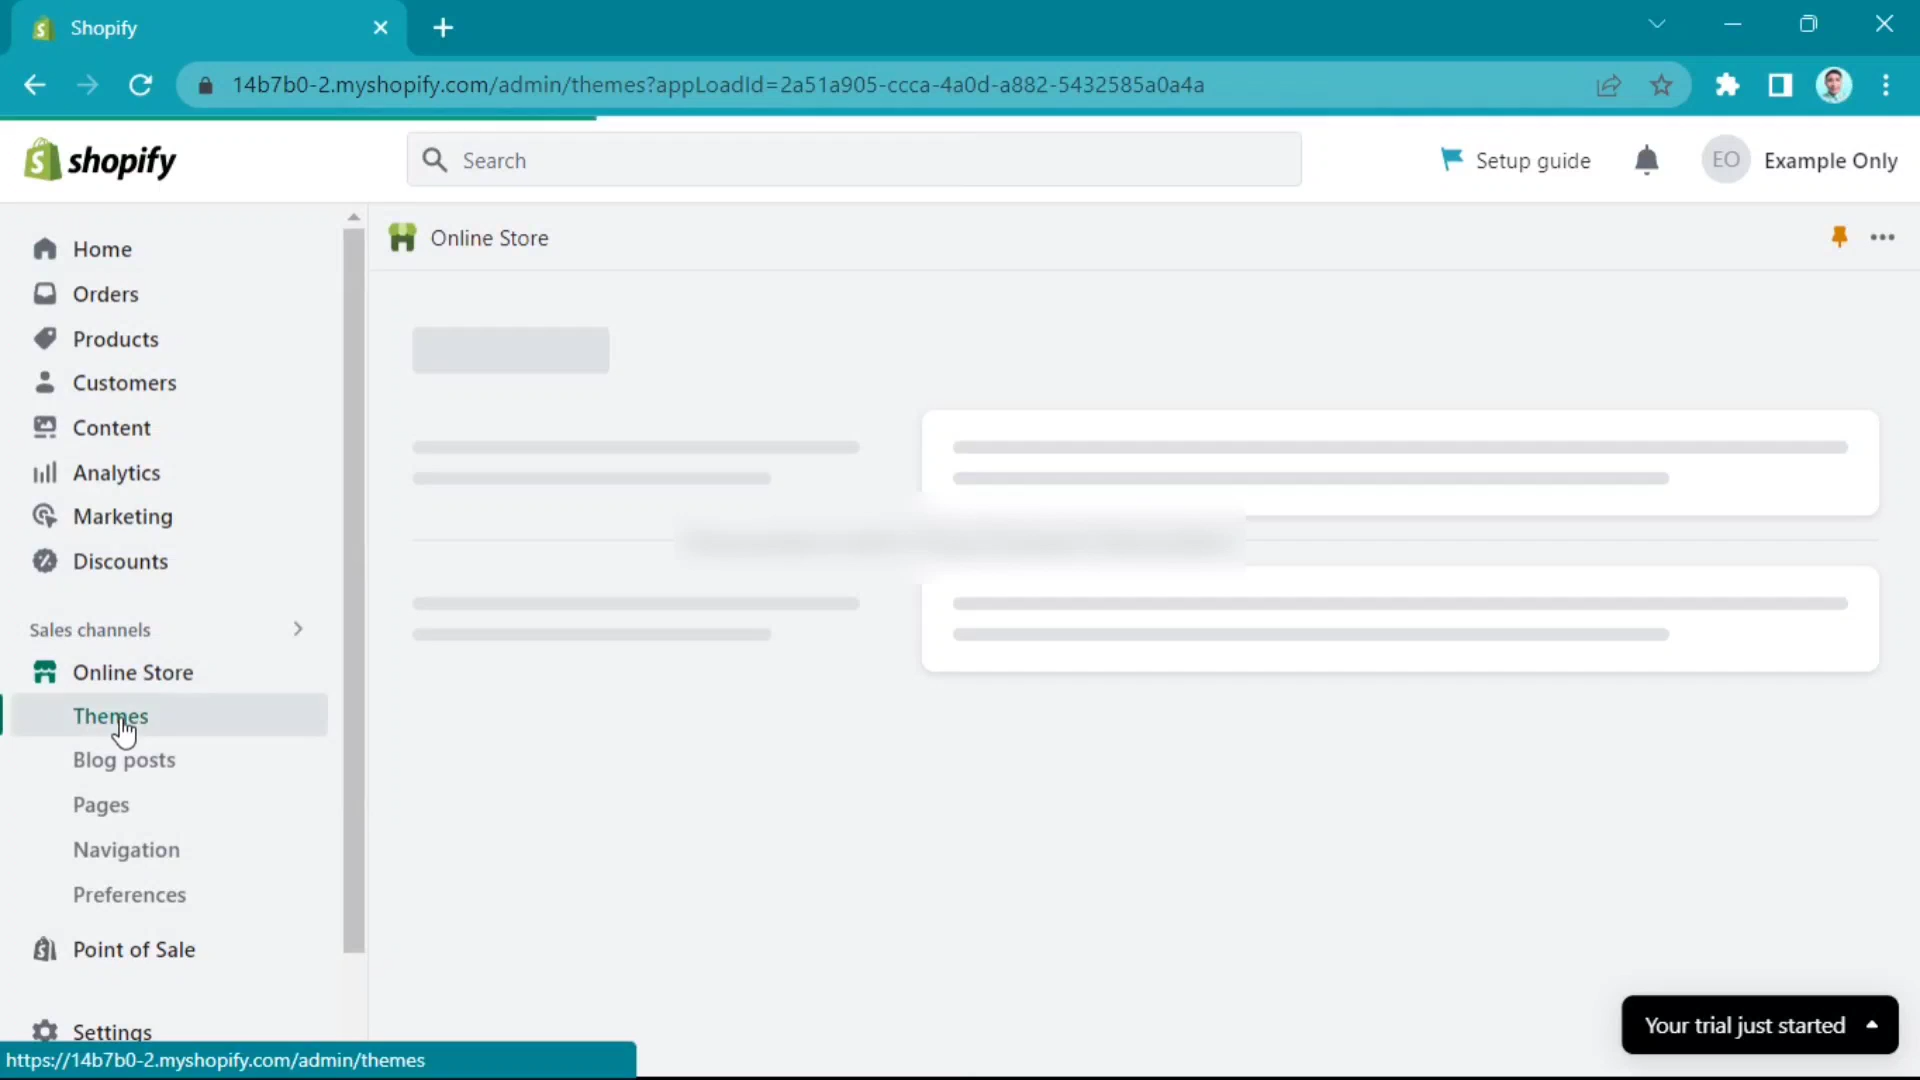 Shopify
14b7b0-2.myshopify.com/admin/themes?appLoadId=2a51a905-ccca-4a0d-a882-5432585a0a4a
shopify
Search
Setup guide
EO
Example Only
Home
Online Store
Orders
Products
Customers
Content
Analytics
Marketing
Discounts
Sales channels
Online Store
Themes
Blog posts
Pages
Navigation
Preferences
Point of Sale
Settings
Your trial just started
https://14b7b0-2.myshopify.com/admin/themes